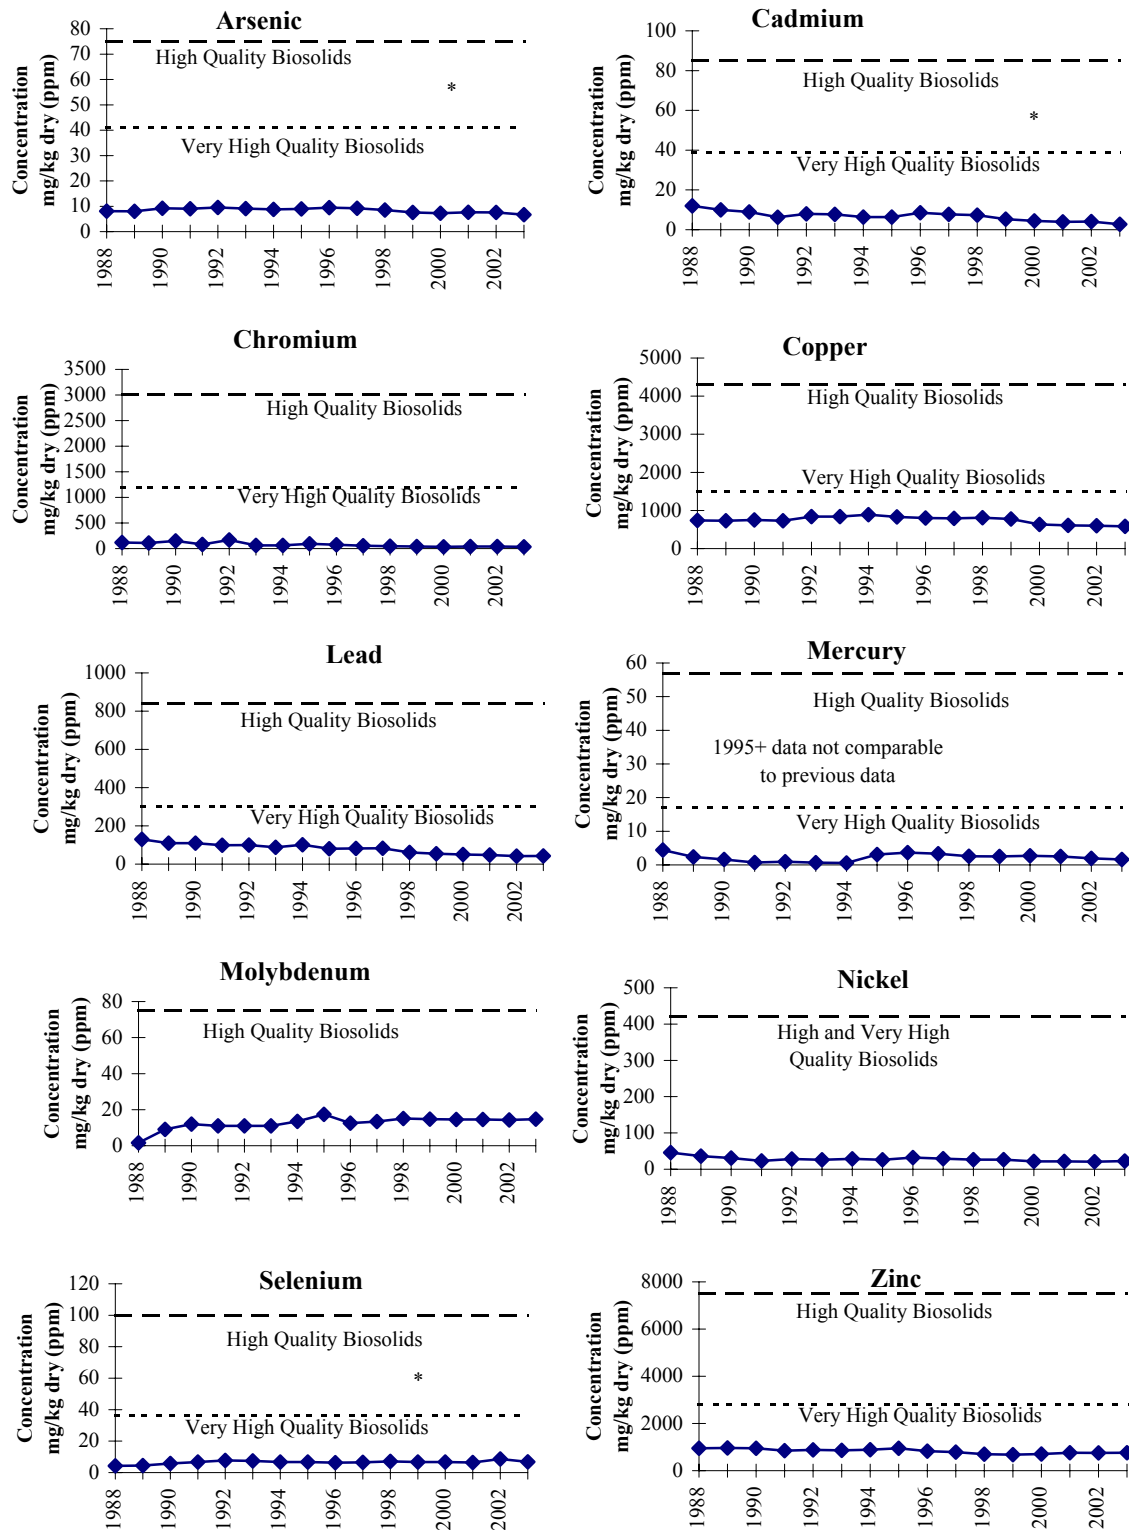 Arsenic
Concentration
mg/kg dry (ppm)
80
70
60
50
40
30
20
10
0
High Quality Biosolids
*
Very High Quality Biosolids
1988
1990
1992
1994
1996
1998
2000
2002
Cadmium
Concentration
mg/kg dry (ppm)
100
80
60
40
20
0
High Quality Biosolids
*
Very High Quality Biosolids
1988
1990
1992
1994
1996
1998
2000
2002
Chromium
Concentration
mg/kg dry (ppm)
3500
3000
2500
2000
1500
1000
500
0
High Quality Biosolids
Very High Quality Biosolids
1988
1990
1992
1994
1996
1998
2000
2002
Copper
Concentration
mg/kg dry (ppm)
5000
4000
3000
2000
1000
0
High Quality Biosolids
Very High Quality Biosolids
1988
1990
1992
1994
1996
1998
2000
2002
Lead
Concentration
mg/kg dry (ppm)
1000
800
600
400
200
0
High Quality Biosolids
Very High Quality Biosolids
1988
1990
1992
1994
1996
1998
2000
2002
Mercury
Concentration
mg/kg dry (ppm)
60
50
40
30
20
10
0
High Quality Biosolids
1995+ data not comparable
to previous data
Very High Quality Biosolids
1988
1990
1992
1994
1996
1998
2000
2002
Molybdenum
Concentration
mg/kg dry (ppm)
80
60
40
20
0
High Quality Biosolids
1988
1990
1992
1994
1996
1998
2000
2002
Nickel
Concentration
mg/kg dry (ppm)
500
400
300
200
100
0
High and Very High
Quality Biosolids
1988
1990
1992
1994
1996
1998
2000
2002
Selenium
Concentration
mg/kg dry (ppm)
120
100
80
60
40
20
0
High Quality Biosolids
*
Very High Quality Biosolids
1988
1990
1992
1994
1996
1998
2000
2002
Zinc
Concentration
mg/kg dry (ppm)
8000
6000
4000
2000
0
High Quality Biosolids
Very High Quality Biosolids
1988
1990
1992
1994
1996
1998
2000
2002